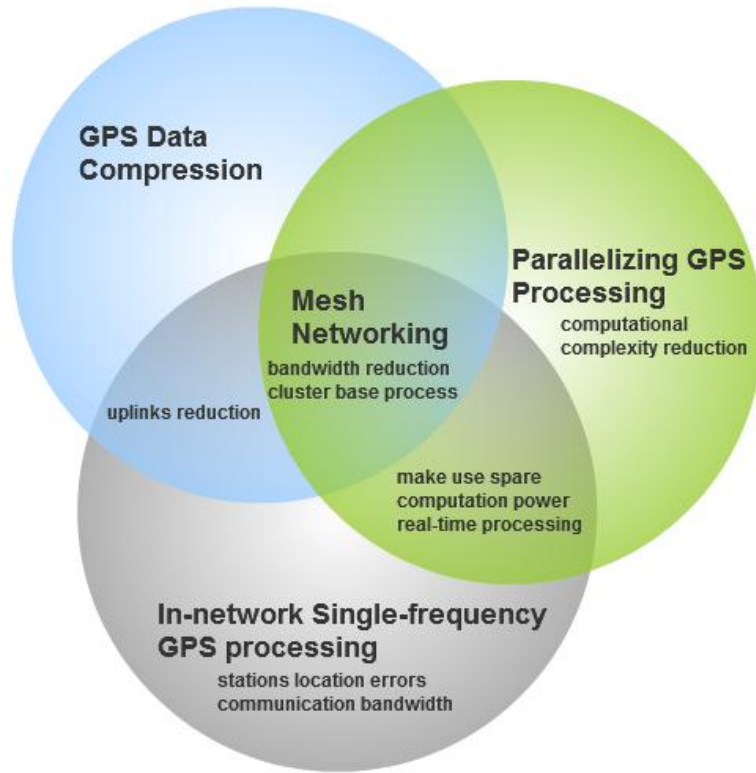 GPS Data
Compression
Parallelizing GPS
Processing
computational
complexity reduction
Mesh
Networking
bandwidth reduction
cluster base process
uplinks reduction
make use spare
computation power
real-time processing
In-network Single-frequency
GPS processing
stations location errors
communication bandwidth